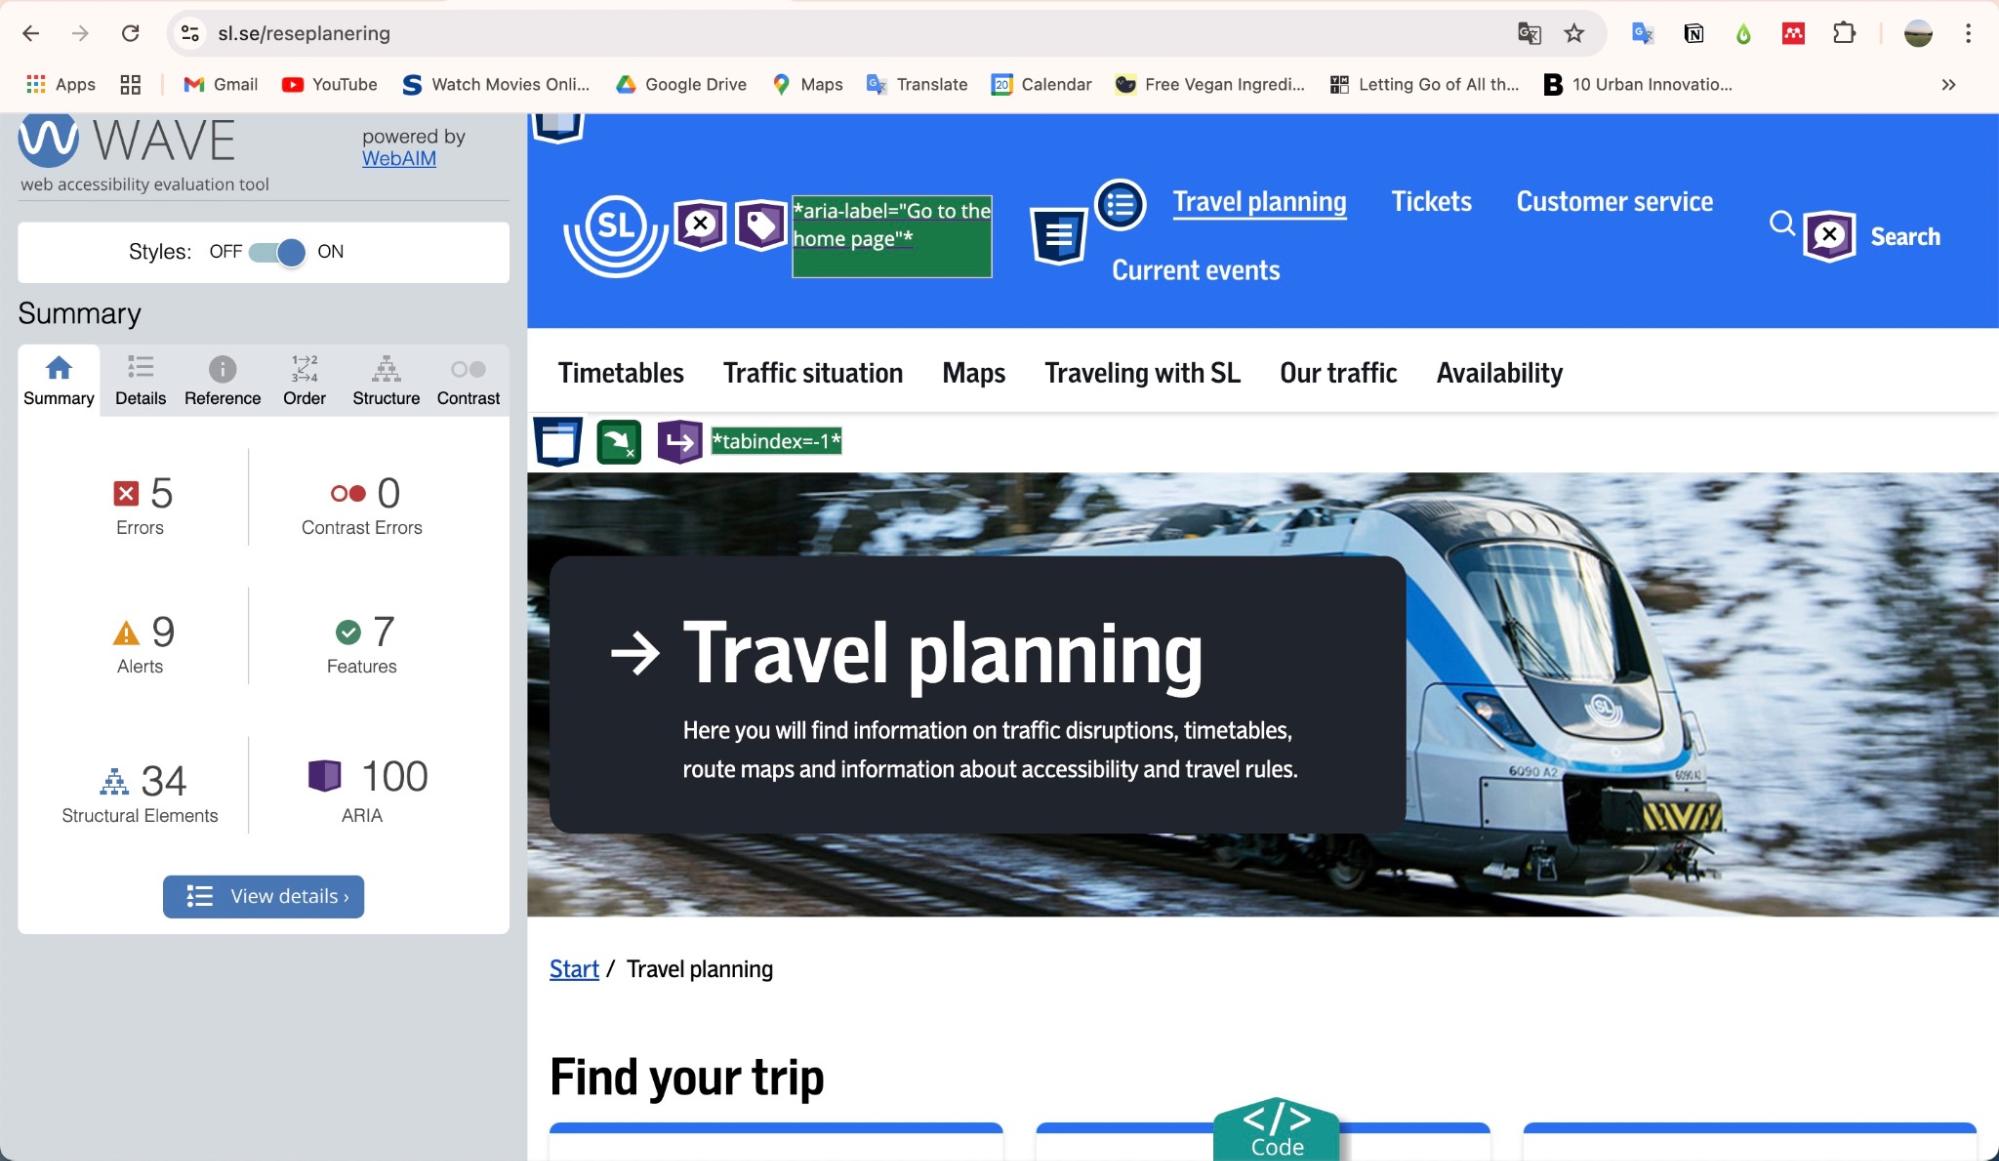 sl.se/reseplanering
Apps
Gmail
YouTube
Watch Movies Onli...
Google Drive
Maps
Translate
20
Calendar
Free Vegan Ingredi...
Letting Go of All th...
B
10 Urban Innovatio...
WAVE
powered by
WebAIM
web accessibility evaluation tool
Styles: OFF ON
Summary
Summary
Details
Reference
Order
Structure
Contrast
5
Errors
0
Contrast Errors
9
Alerts
7
Features
34
Structural Elements
100
ARIA
View details ›
SL
*aria-label="Go to the
home page"*
Travel planning
Tickets
Customer service
Current events
Search
Timetables
Traffic situation
Maps
Traveling with SL
Our traffic
Availability
*tabindex=-1*
→ Travel planning
Here you will find information on traffic disruptions, timetables,
route maps and information about accessibility and travel rules.
SL
6090 A2
6090 A2
Start / Travel planning
Find your trip
</>
Code